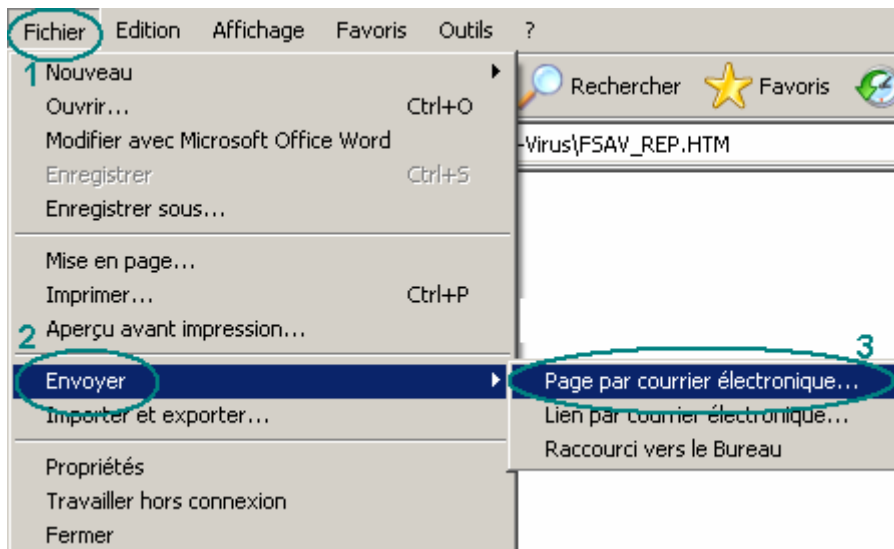 Fichier Edition Affichage Favoris Outils ?
1
Nouveau
Rechercher Favoris
Ouvrir... Ctrl+O
Modifier avec Microsoft Office Word
-Virus\FSAV_REP.HTM
Enregistrer Ctrl+S
Enregistrer sous...
Mise en page...
Imprimer... Ctrl+P
2 Aperçu avant impression...
3
Envoyer
Page par courrier électronique...
Importer et exporter...
Lien par courrier électronique...
Raccourci vers le Bureau
Propriétés
Travailler hors connexion
Fermer